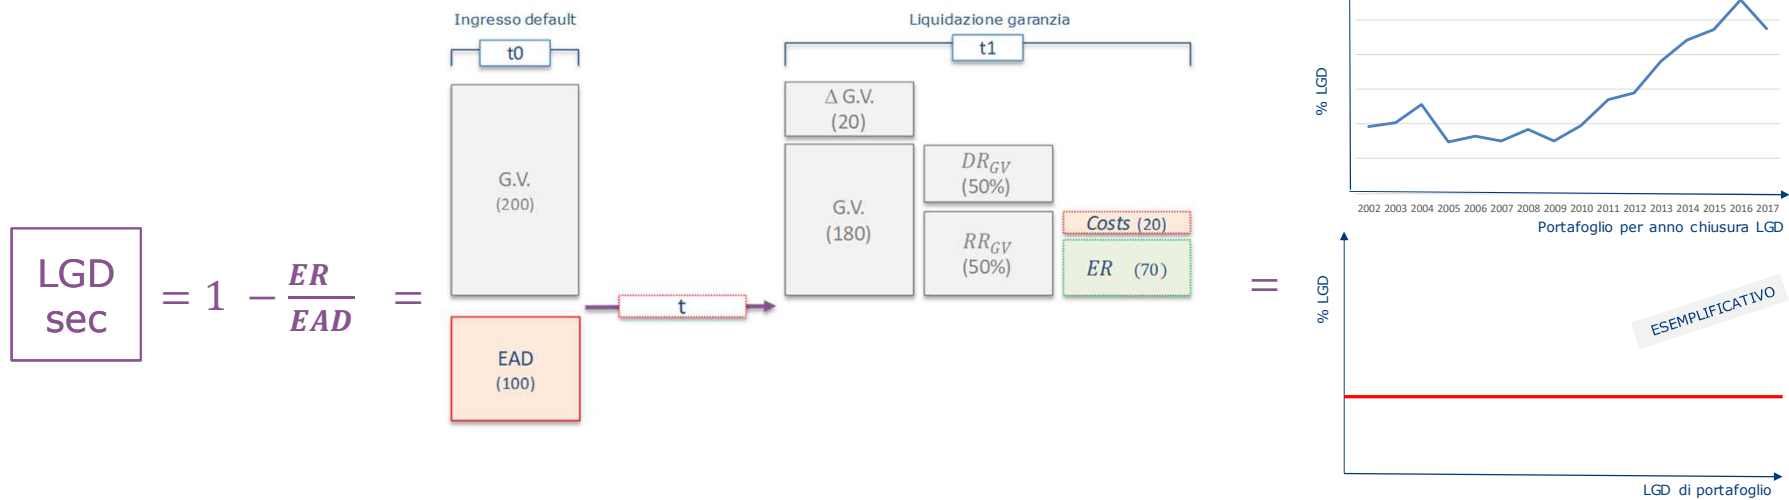 LGD
sec
= 1 − ER/EAD =
Ingresso default
t0
G.V.
(200)
EAD
(100)
t
Liquidazione garanzia
t1
Δ G.V.
(20)
G.V.
(180)
DR_GV
(50%)
RR_GV
(50%)
Costs (20)
ER (70)
=
% LGD
2002 2003 2004 2005 2006 2007 2008 2009 2010 2011 2012 2013 2014 2015 2016 2017
Portafoglio per anno chiusura LGD
% LGD
ESEMPLIFICATIVO
LGD di portafoglio